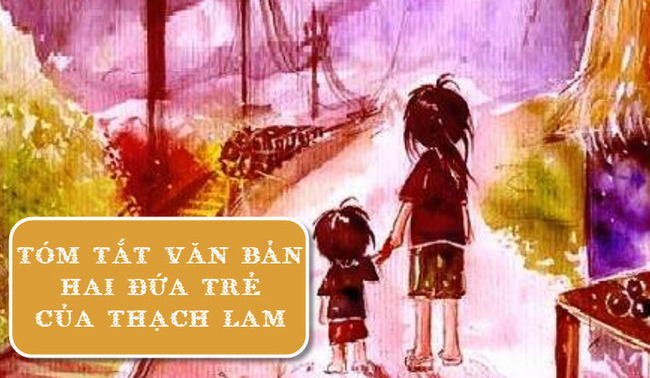 TÓM TẮT VĂN BẢN
HAI ĐỨA TRẺ
CỦA THẠCH LAM